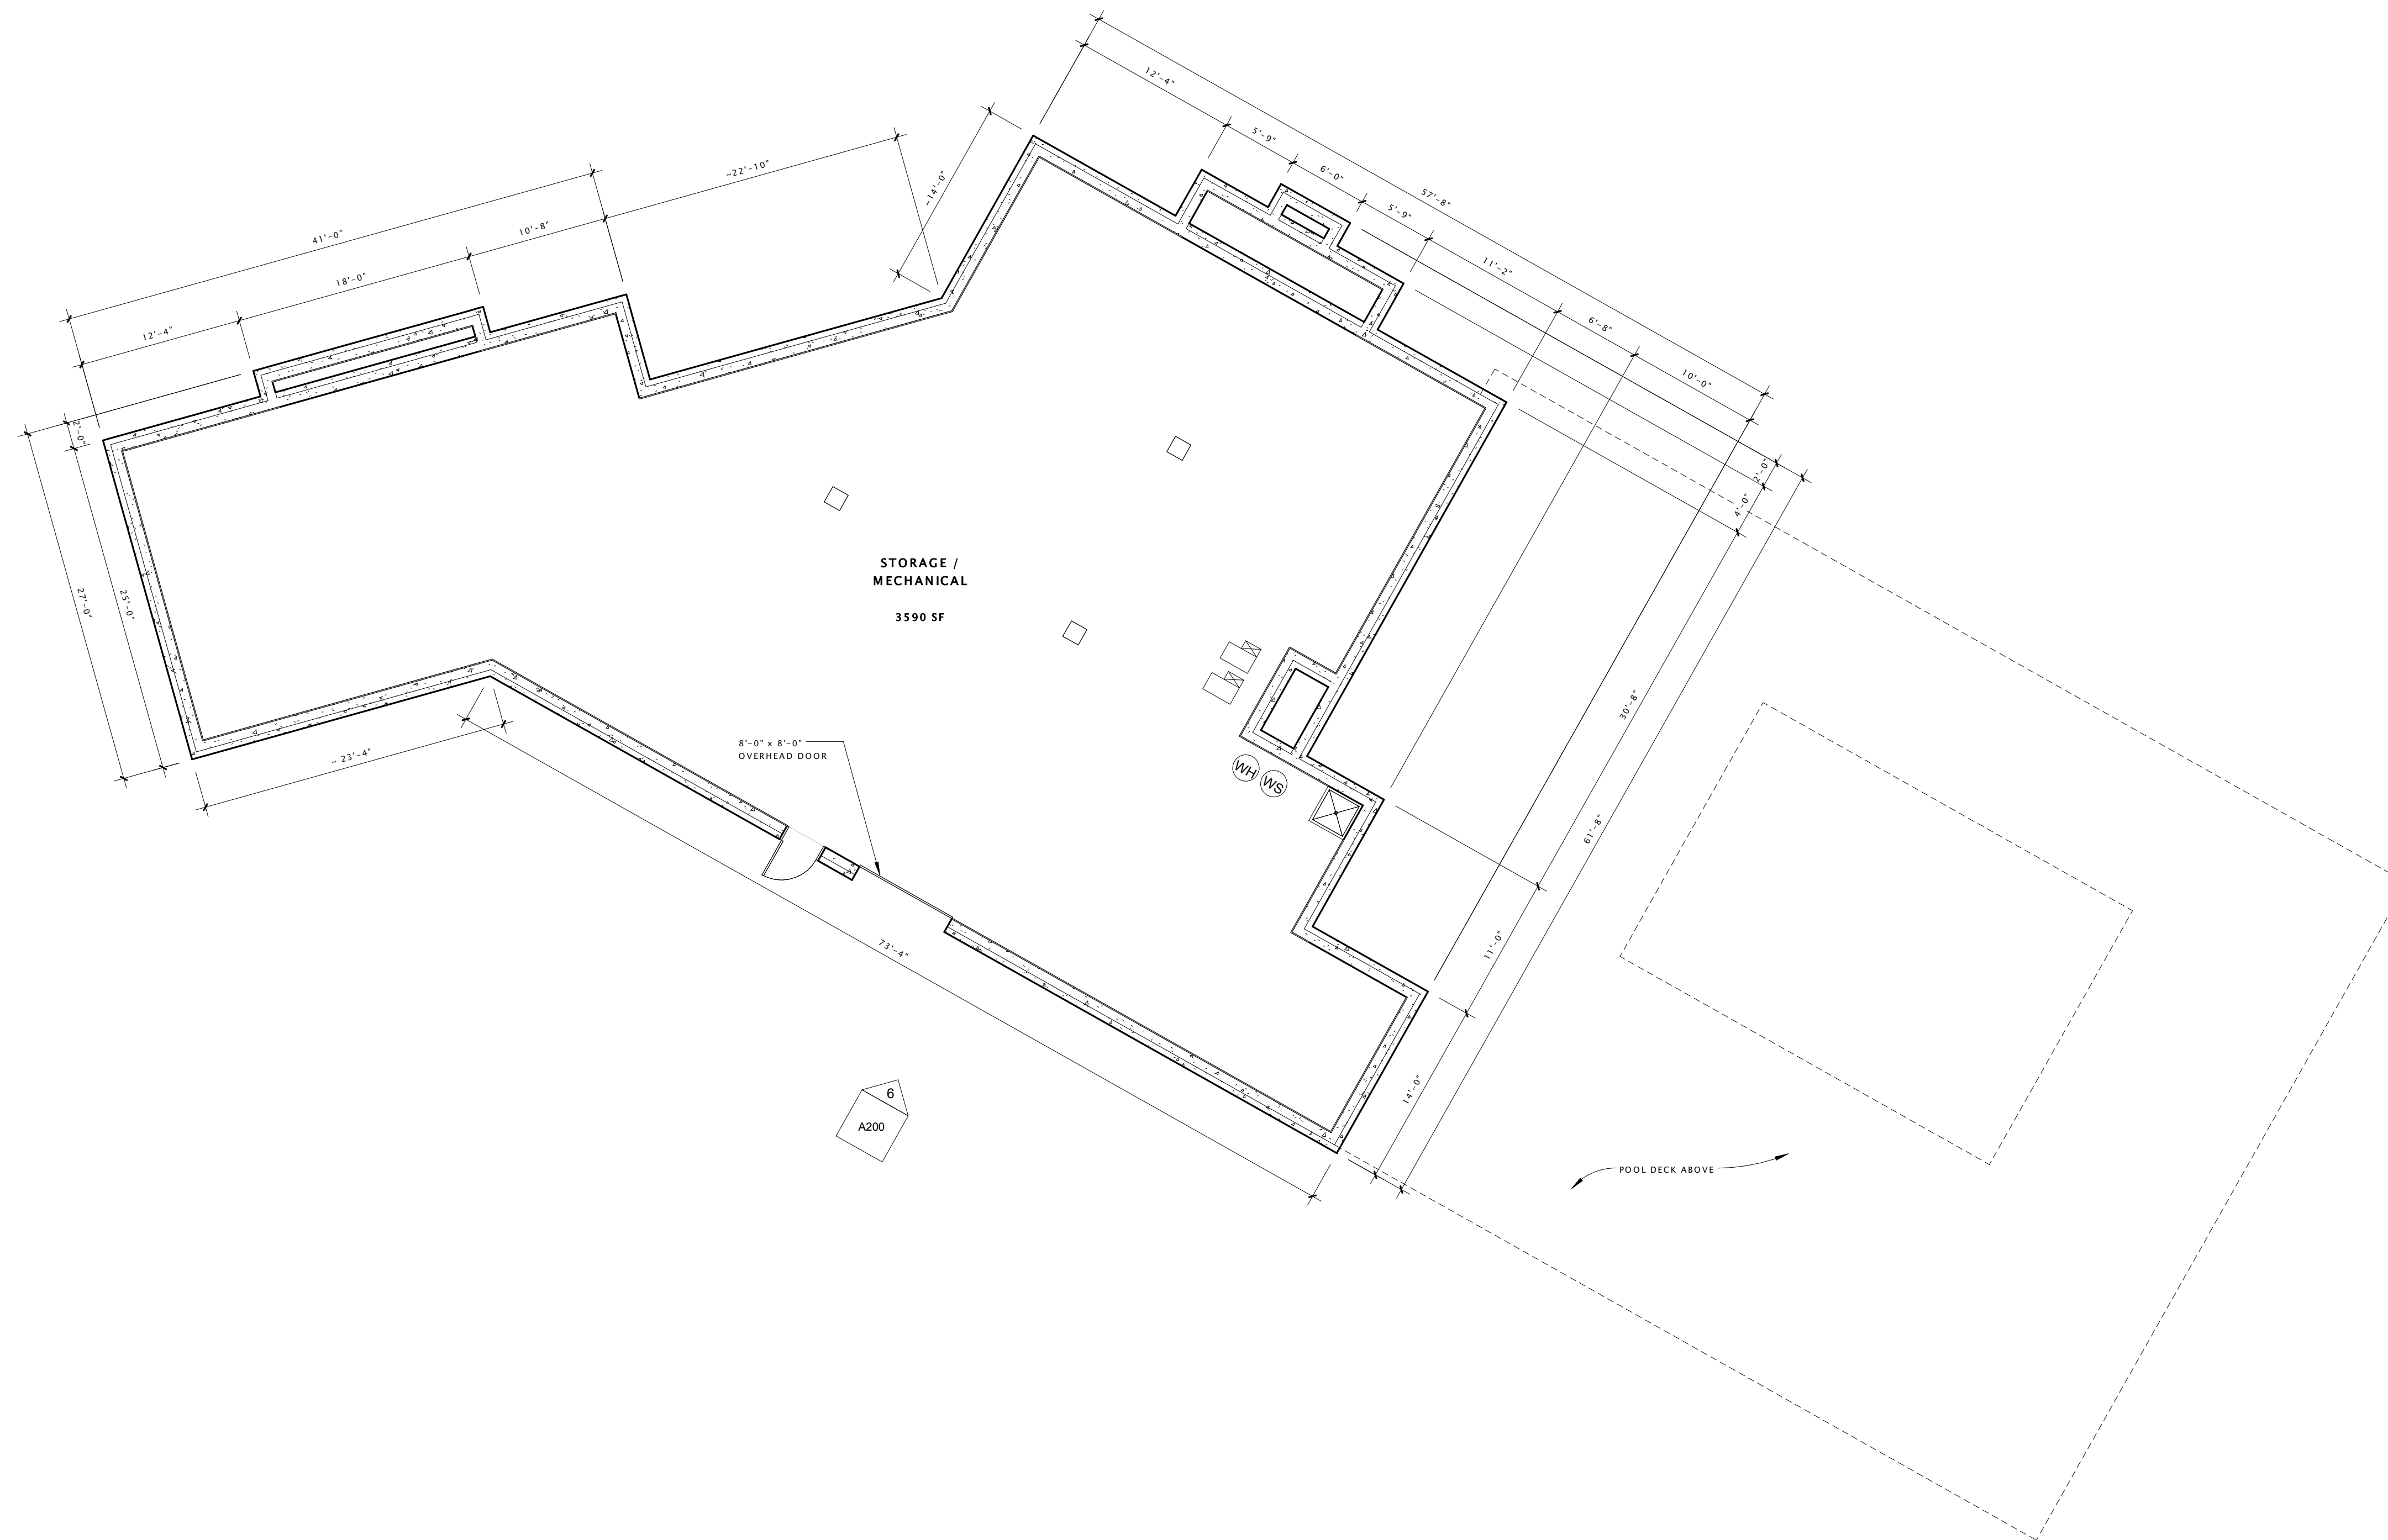 12'-4"
5'-9"
6'-0"
57'-8"
5'-9"
11'-2"
6'-8"
10'-0"
~22'-10"
~14'-0"
41'-0"
10'-8"
18'-0"
12'-4"
2'-0"
27'-0"
25'-0"
2'-0"
4'-0"
STORAGE /
MECHANICAL
3590 SF
30'-8"
61'-8"
~ 23'-4"
8'-0" x 8'-0"
OVERHEAD DOOR
WH
WS
73'-4"
11'-0"
14'-0"
6
A200
POOL DECK ABOVE